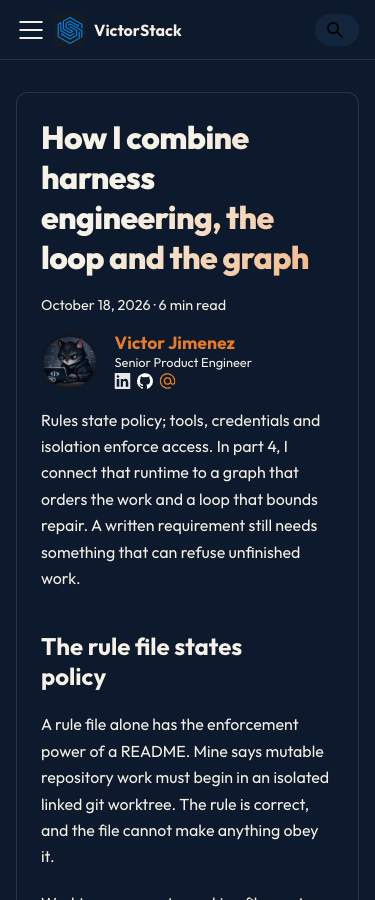 VictorStack
How I combine
harness
engineering, the
loop and the graph
October 18, 2026 · 6 min read
Victor Jimenez
Senior Product Engineer
Rules state policy; tools, credentials and
isolation enforce access. In part 4, I
connect that runtime to a graph that
orders the work and a loop that bounds
repair. A written requirement still needs
something that can refuse unfinished
work.
The rule file states
policy
A rule file alone has the enforcement
power of a README. Mine says mutable
repository work must begin in an isolated
linked git worktree. The rule is correct,
and the file cannot make anything obey
it.